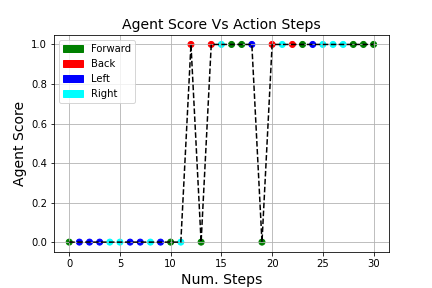 Agent Score Vs Action Steps
Forward
Back
Left
Right
1.0
0.8
0.6
0.4
0.2
0.0
Agent Score
0 5 10 15 20 25 30
Num. Steps